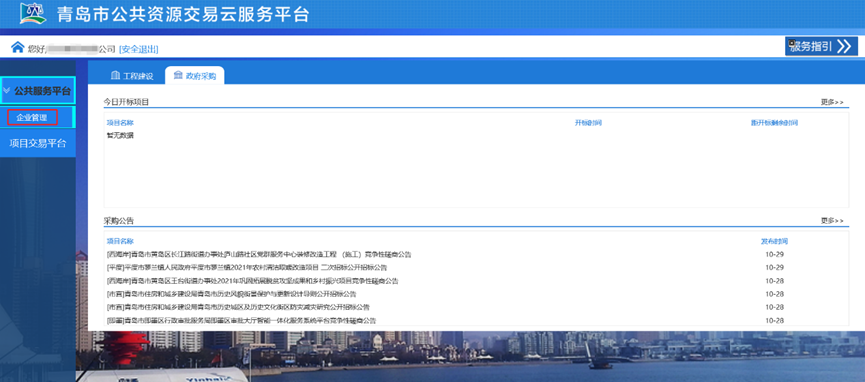 青岛市公共资源交易云服务平台
您好, 公司 [安全退出]
服务指引
工程建设 政府采购
公共服务平台
企业管理
项目交易平台
今日开标项目 更多>>
项目名称 开标时间 距开标剩余时间
暂无数据
采购公告 更多>>
项目名称 发布时间
[西海岸]青岛市黄岛区长江路街道办事处庐山路社区党群服务中心装修改造工程 (施工) 竞争性磋商公告 10-29
[平度]平度市蓼兰镇人民政府平度市蓼兰镇2021年农村清洁取暖改造项目 二次招标公开招标公告 10-29
[西海岸]青岛市黄岛区王台街道办事处2021年巩固拓展脱贫攻坚成果和乡村振兴项目竞争性磋商公告 10-28
[市直]青岛市住房和城乡建设局青岛市历史风貌街景保护与更新设计导则公开招标公告 10-28
[市直]青岛市住房和城乡建设局青岛市历史城区及历史文化街区防灾减灾研究公开招标公告 10-28
[即墨]青岛市即墨区行政审批服务局即墨区审批大厅智能一体化服务系统平台竞争性磋商公告 10-28
Yinhai